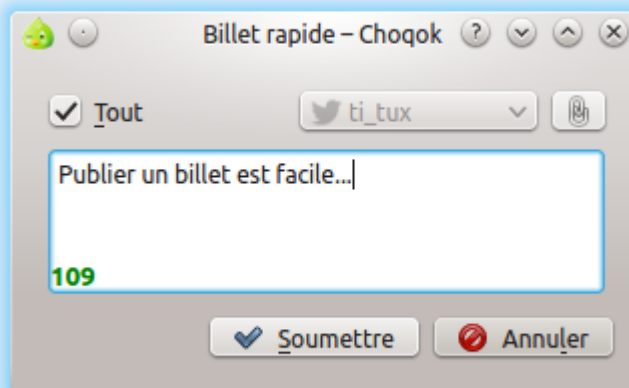 Billet rapide – Choqok
Tout
ti_tux
Publier un billet est facile...
109
Soumettre
Annuler